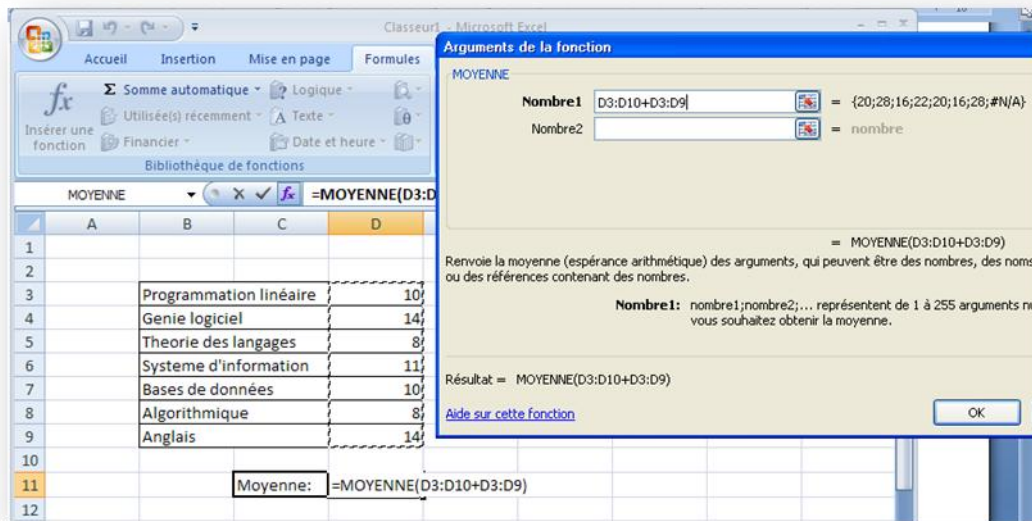 Classeur1 - Microsoft Excel
Accueil Insertion Mise en page Formules
Σ Somme automatique Logique
Utilisée(s) récemment A Texte
Financier Date et heure
fx Insérer une
fonction
Bibliothèque de fonctions
MOYENNE fx =MOYENNE(D3:D
A B C D
1
2
3 Programmation linéaire 10
4 Genie logiciel 14
5 Theorie des langages 8
6 Systeme d'information 11
7 Bases de données 10
8 Algorithmique 8
9 Anglais 14
10
11 Moyenne: =MOYENNE(D3:D10+D3:D9)
12
Arguments de la fonction
MOYENNE
Nombre1 D3:D10+D3:D9 = {20;28;16;22;20;16;28;#N/A}
Nombre2 = nombre
= MOYENNE(D3:D10+D3:D9)
Renvoie la moyenne (espérance arithmétique) des arguments, qui peuvent être des nombres, des noms
ou des références contenant des nombres.
Nombre1: nombre1;nombre2;... représentent de 1 à 255 arguments nu
vous souhaitez obtenir la moyenne.
Résultat = MOYENNE(D3:D10+D3:D9)
Aide sur cette fonction OK